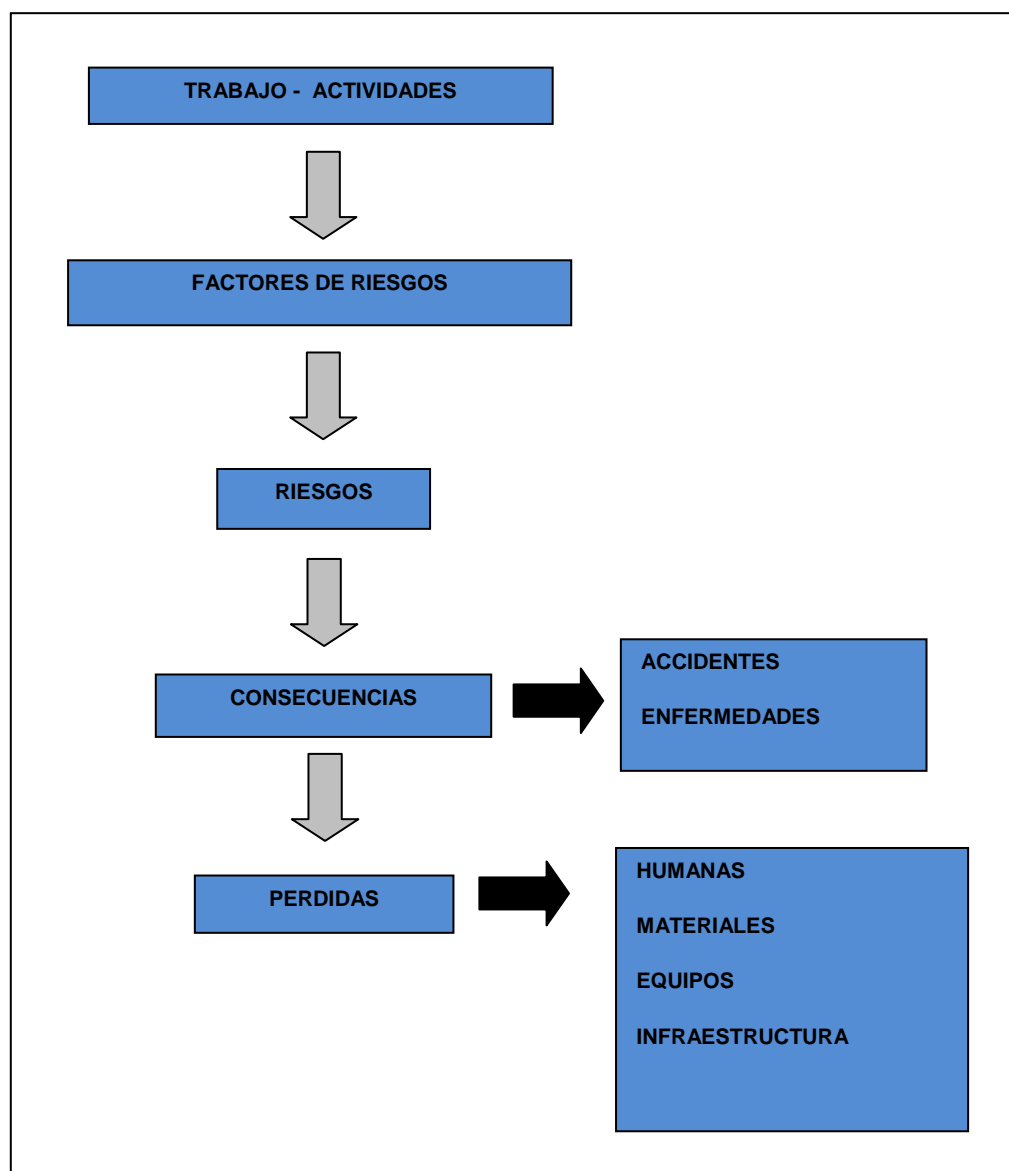 TRABAJO - ACTIVIDADES
FACTORES DE RIESGOS
RIESGOS
CONSECUENCIAS
ACCIDENTES
ENFERMEDADES
PERDIDAS
HUMANAS
MATERIALES
EQUIPOS
INFRAESTRUCTURA